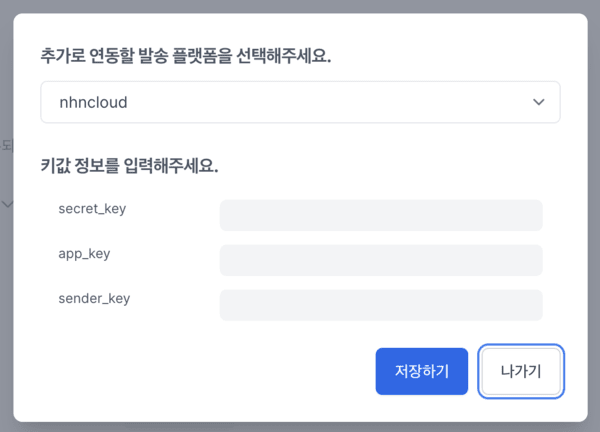 추가로 연동할 발송 플랫폼을 선택해주세요.
nhncloud
되
키값 정보를 입력해주세요.
secret_key
app_key
sender_key
저장하기
나가기